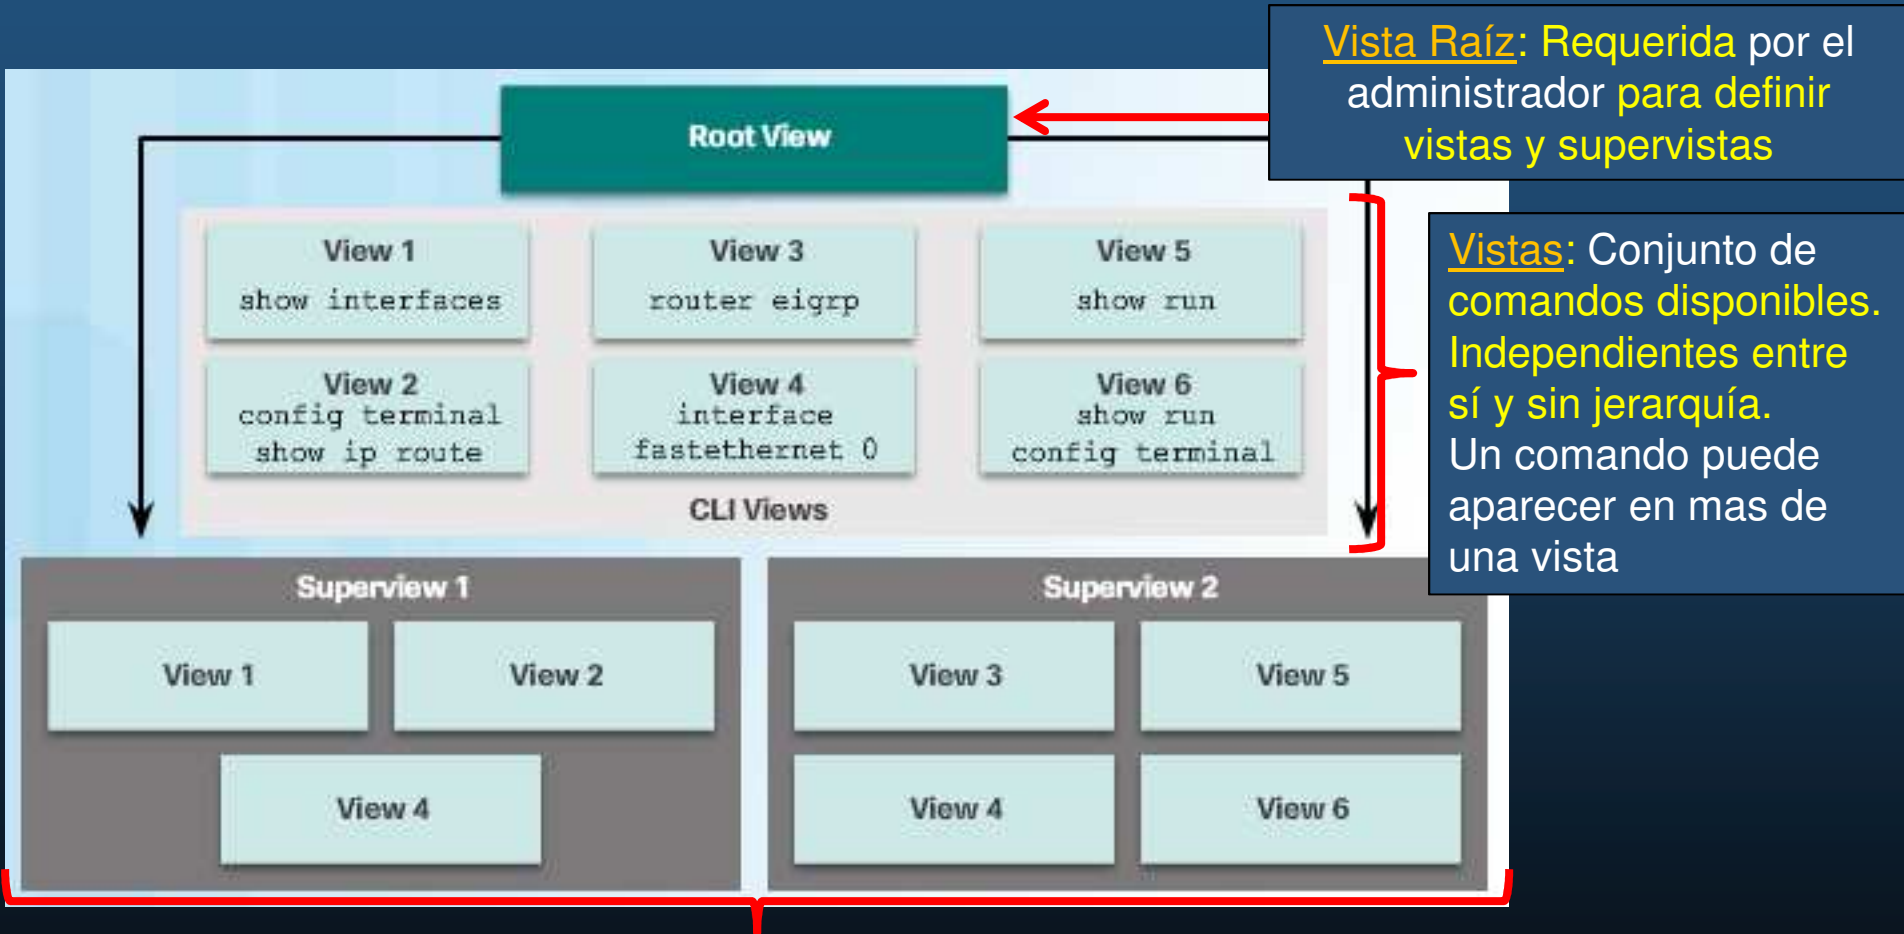 Vista Raíz: Requerida por el
administrador para definir
vistas y supervistas
Root View
View 1
show interfaces
View 3
router eigrp
View 5
show run
View 2
config terminal
show ip route
View 4
interface
fastethernet 0
View 6
show run
config terminal
CLI Views
Vistas: Conjunto de
comandos disponibles.
Independientes entre
sí y sin jerarquía.
Un comando puede
aparecer en mas de
una vista
Superview 1
View 1
View 2
View 4
Superview 2
View 3
View 5
View 4
View 6